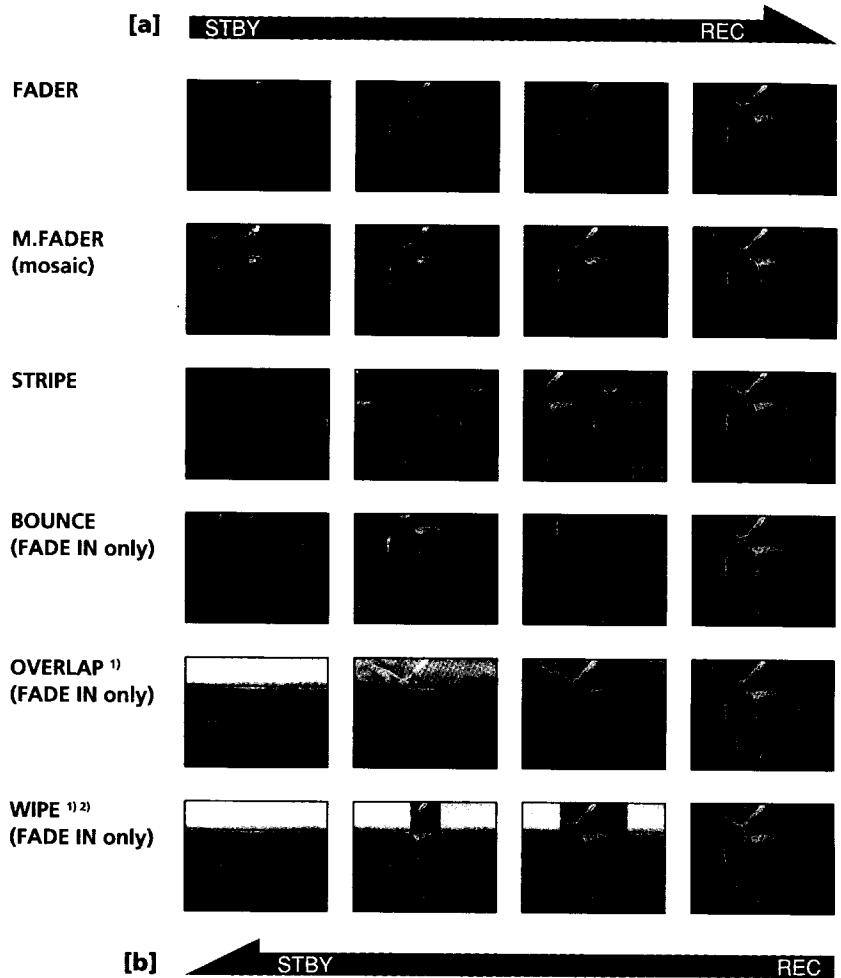 [a] STBY REC
FADER
M.FADER
(mosaic)
STRIPE
BOUNCE
(FADE IN only)
OVERLAP 1)
(FADE IN only)
WIPE 1) 2)
(FADE IN only)
[b] STBY REC